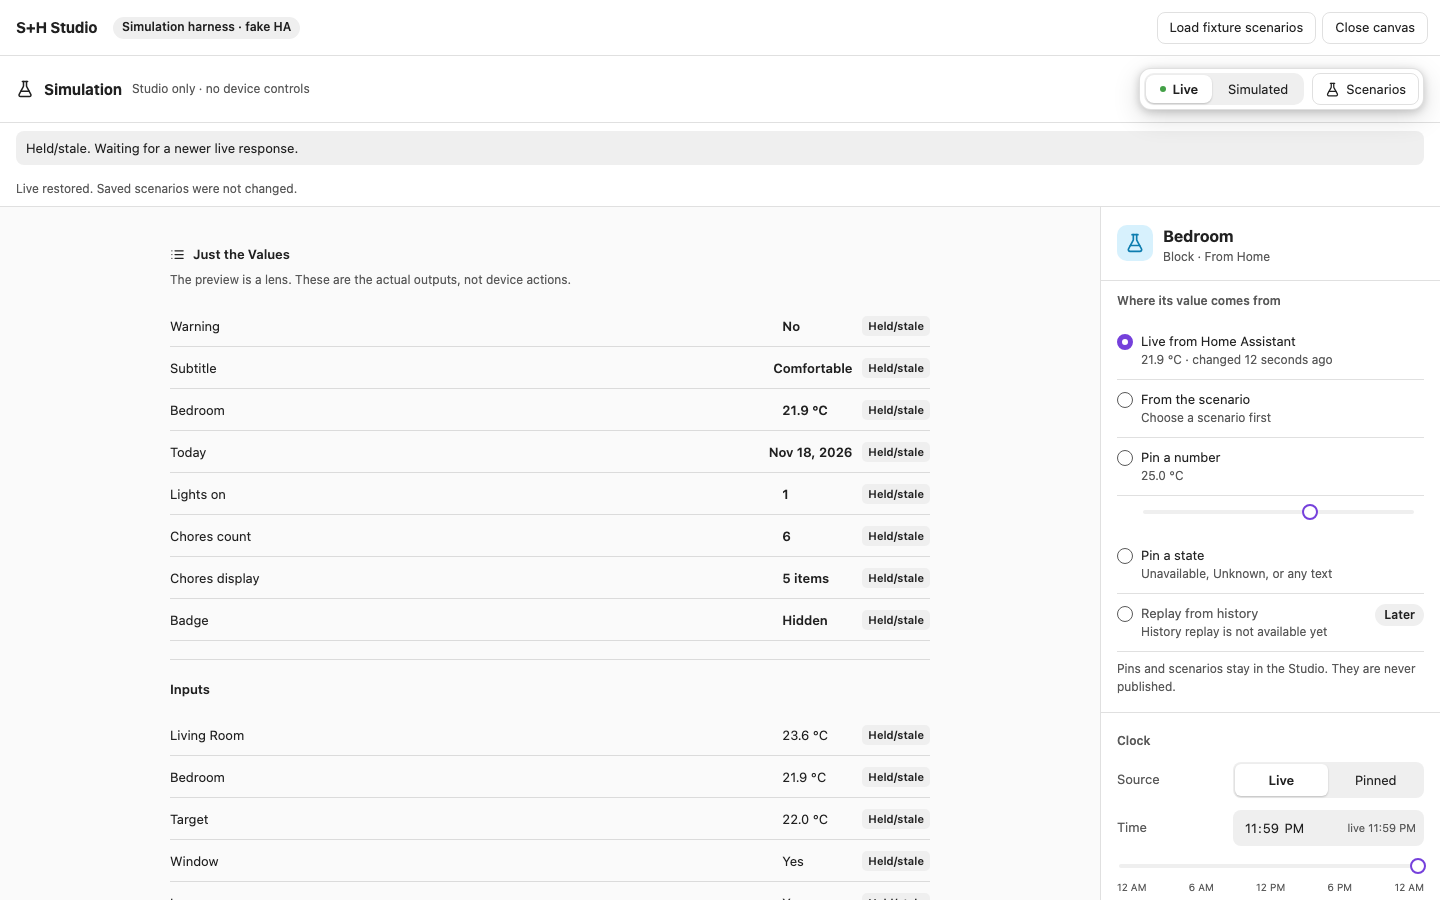 S+H Studio
Simulation harness · fake HA
Load fixture scenarios
Close canvas
Simulation
Studio only · no device controls
Live
Simulated
Scenarios
Held/stale. Waiting for a newer live response.
Live restored. Saved scenarios were not changed.
Just the Values
The preview is a lens. These are the actual outputs, not device actions.
Warning No Held/stale
Subtitle Comfortable Held/stale
Bedroom 21.9 °C Held/stale
Today Nov 18, 2026 Held/stale
Lights on 1 Held/stale
Chores count 6 Held/stale
Chores display 5 items Held/stale
Badge Hidden Held/stale
Inputs
Living Room 23.6 °C Held/stale
Bedroom 21.9 °C Held/stale
Target 22.0 °C Held/stale
Window Yes Held/stale
Bedroom
Block · From Home
Where its value comes from
Live from Home Assistant
21.9 °C · changed 12 seconds ago
From the scenario
Choose a scenario first
Pin a number
25.0 °C
Pin a state
Unavailable, Unknown, or any text
Replay from history
Later
History replay is not available yet
Pins and scenarios stay in the Studio. They are never
published.
Clock
Source Live Pinned
Time 11:59 PM live 11:59 PM
12 AM 6 AM 12 PM 6 PM 12 AM